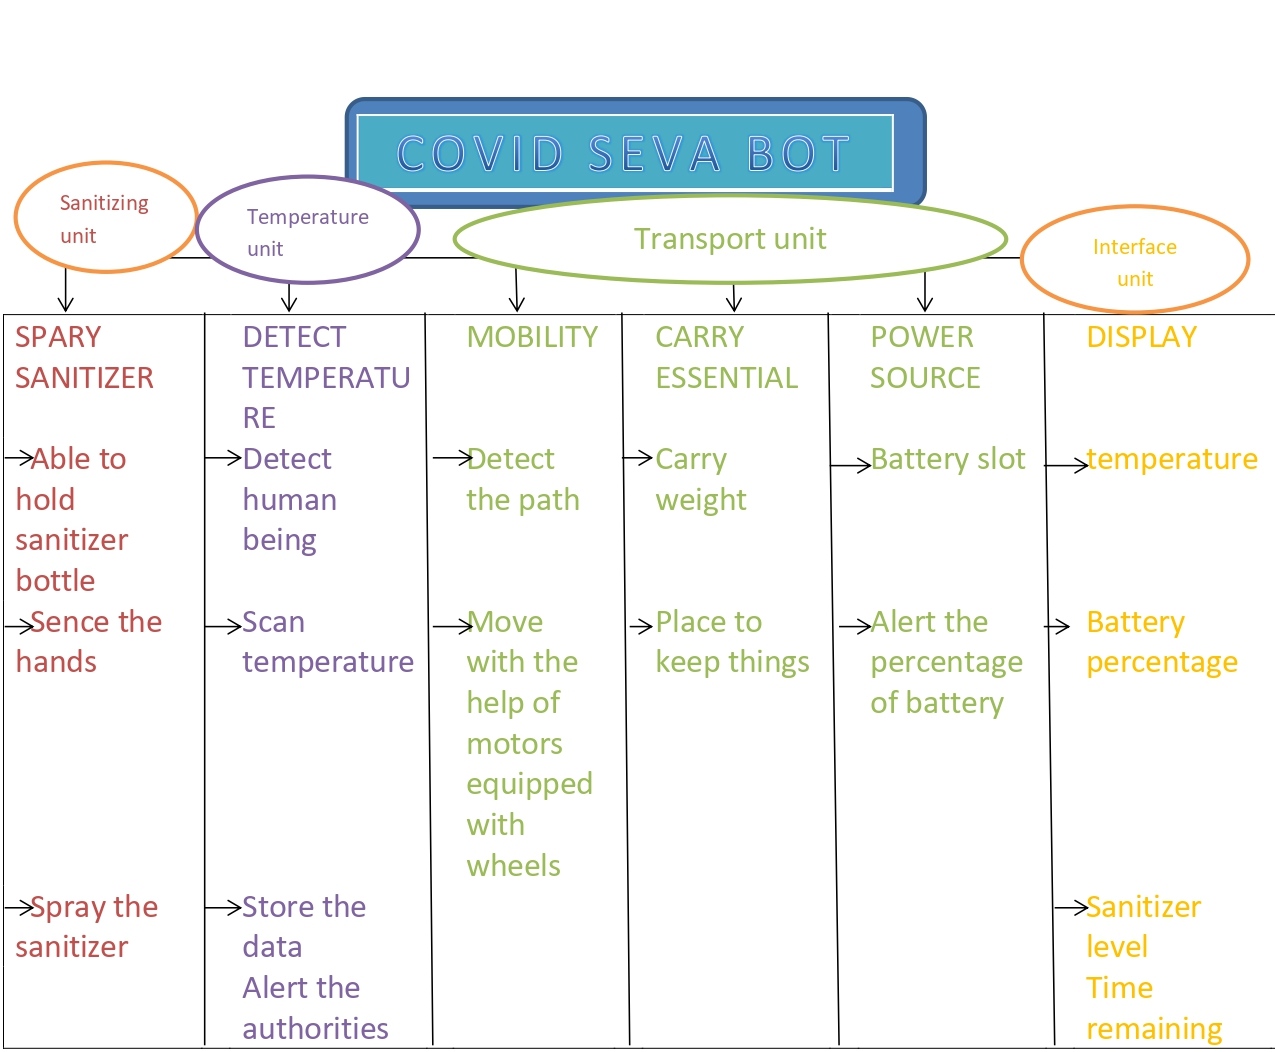 COVID SEVA BOT
Sanitizing
unit
Temperature
unit
Transport unit
Interface
unit
SPARY
SANITIZER
Able to
hold
sanitizer
bottle
Sence the
hands
Spray the
sanitizer
DETECT
TEMPERATU
RE
Detect
human
being
Scan
temperature
Store the
data
Alert the
authorities
MOBILITY
Detect
the path
Move
with the
help of
motors
equipped
with
wheels
CARRY
ESSENTIAL
Carry
weight
Place to
keep things
POWER
SOURCE
Battery slot
Alert the
percentage
of battery
DISPLAY
temperature
Battery
percentage
Sanitizer
level
Time
remaining